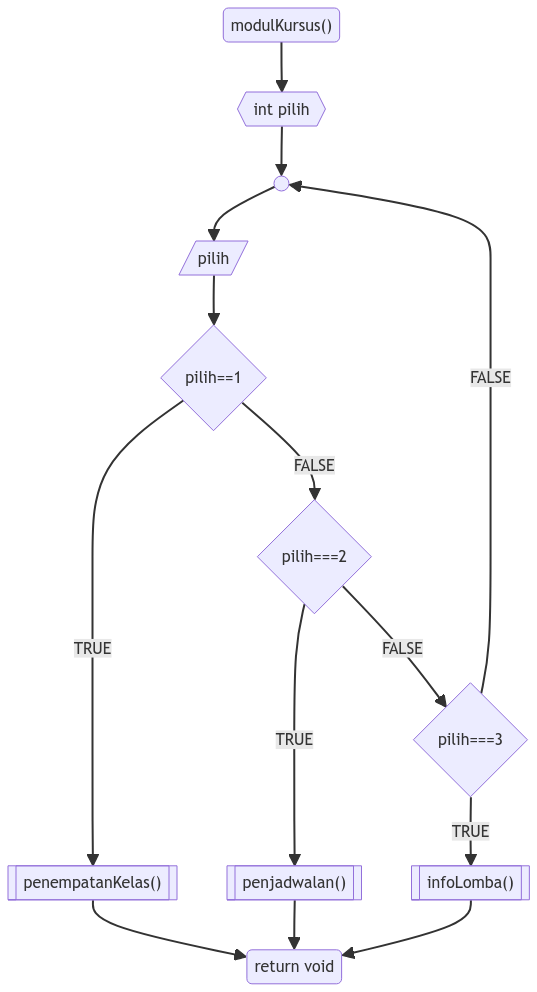 modulKursus()
int pilih
pilih
pilih==1
FALSE
FALSE
pilih===2
TRUE
FALSE
TRUE
pilih===3
TRUE
penempatanKelas()
penjadwalan()
infoLomba()
return void